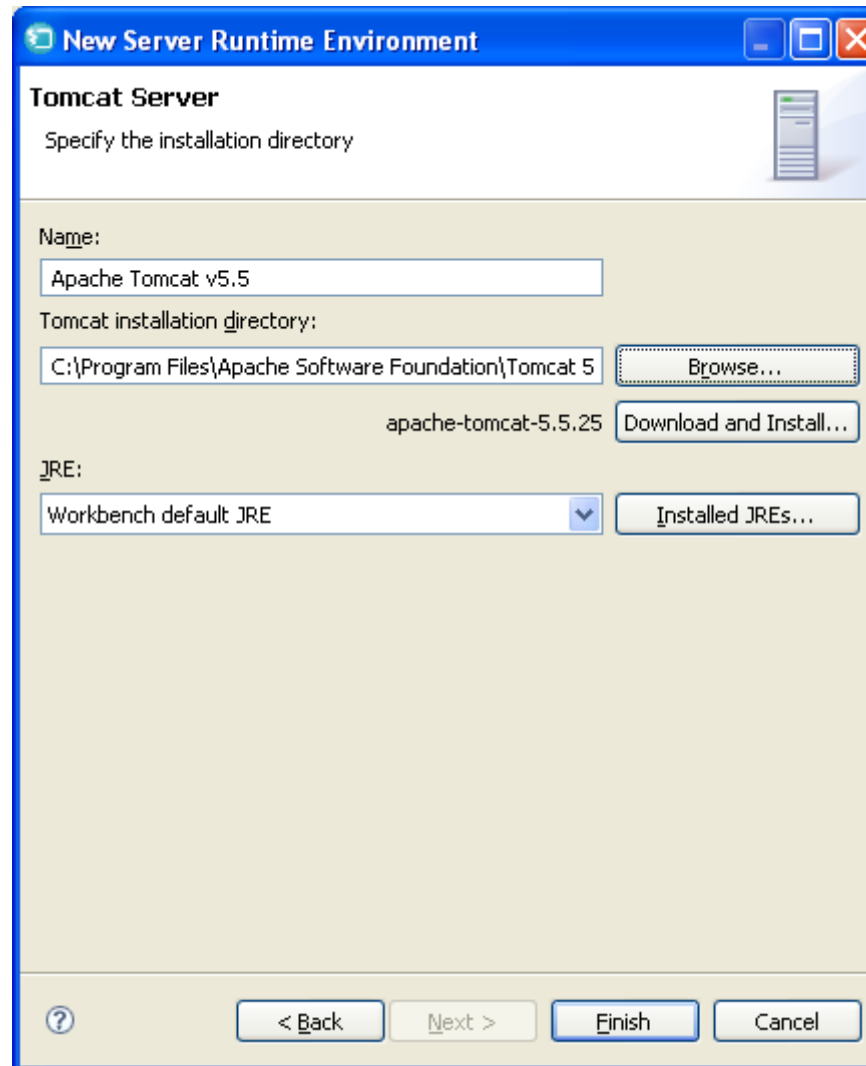 New Server Runtime Environment
Tomcat Server
Specify the installation directory
Name:
Apache Tomcat v5.5
Tomcat installation directory:
C:\Program Files\Apache Software Foundation\Tomcat 5 Browse...
apache-tomcat-5.5.25 Download and Install...
JRE:
Workbench default JRE Installed JREs...
? < Back Next > Finish Cancel